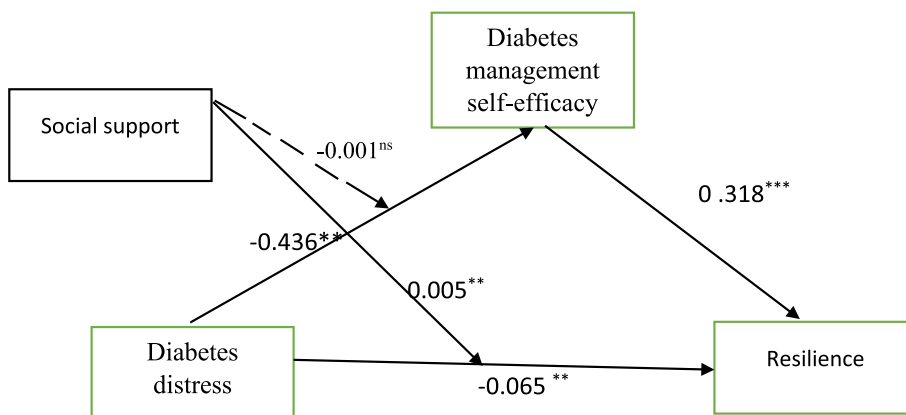 Diabetes
management
self-efficacy
Social support
-0.001ns
0 .318***
-0.436**
0.005**
Diabetes
distress
Resilience
-0.065 **